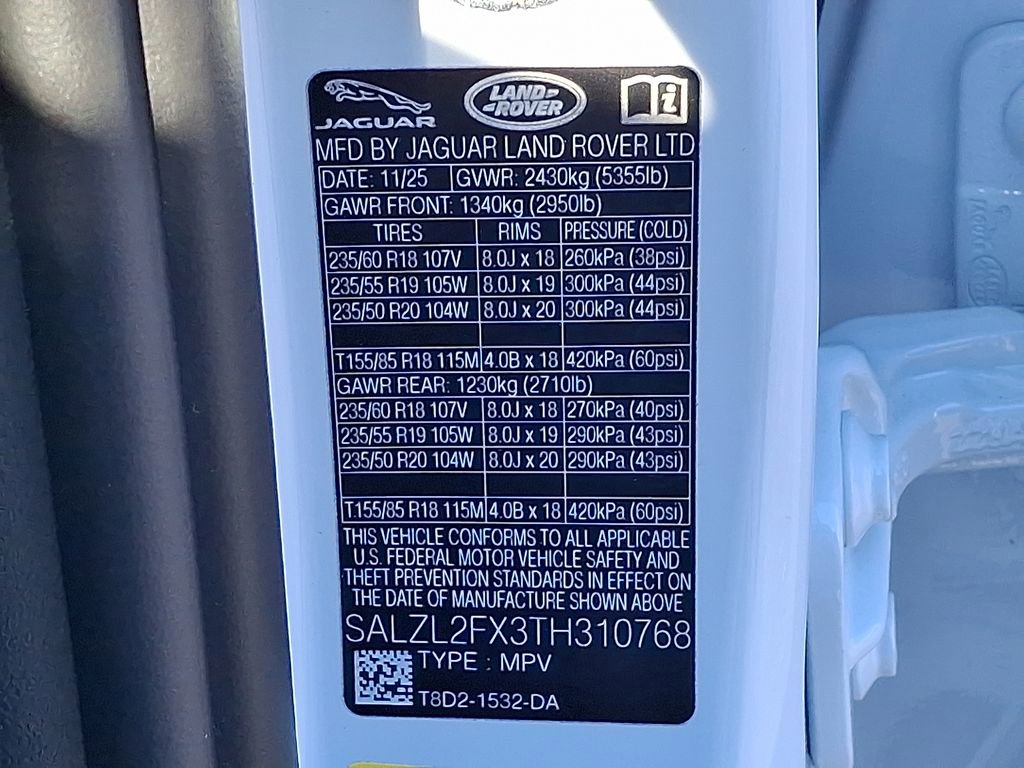 JAGUAR
LAND ROVER
i
MFD BY JAGUAR LAND ROVER LTD
DATE: 11/25 GVWR: 2430kg (5355lb)
GAWR FRONT: 1340kg (2950lb)
TIRES RIMS PRESSURE (COLD)
235/60 R18 107V 8.0J x 18 260kPa (38psi)
235/55 R19 105W 8.0J x 19 300kPa (44psi)
235/50 R20 104W 8.0J x 20 300kPa (44psi)
T155/85 R18 115M 4.0B x 18 420kPa (60psi)
GAWR REAR: 1230kg (2710lb)
235/60 R18 107V 8.0J x 18 270kPa (40psi)
235/55 R19 105W 8.0J x 19 290kPa (43psi)
235/50 R20 104W 8.0J x 20 290kPa (43psi)
T155/85 R18 115M 4.0B x 18 420kPa (60psi)
THIS VEHICLE CONFORMS TO ALL APPLICABLE
U.S. FEDERAL MOTOR VEHICLE SAFETY AND
THEFT PREVENTION STANDARDS IN EFFECT ON
THE DATE OF MANUFACTURE SHOWN ABOVE
SALZL2FX3TH310768
TYPE : MPV
T8D2-1532-DA